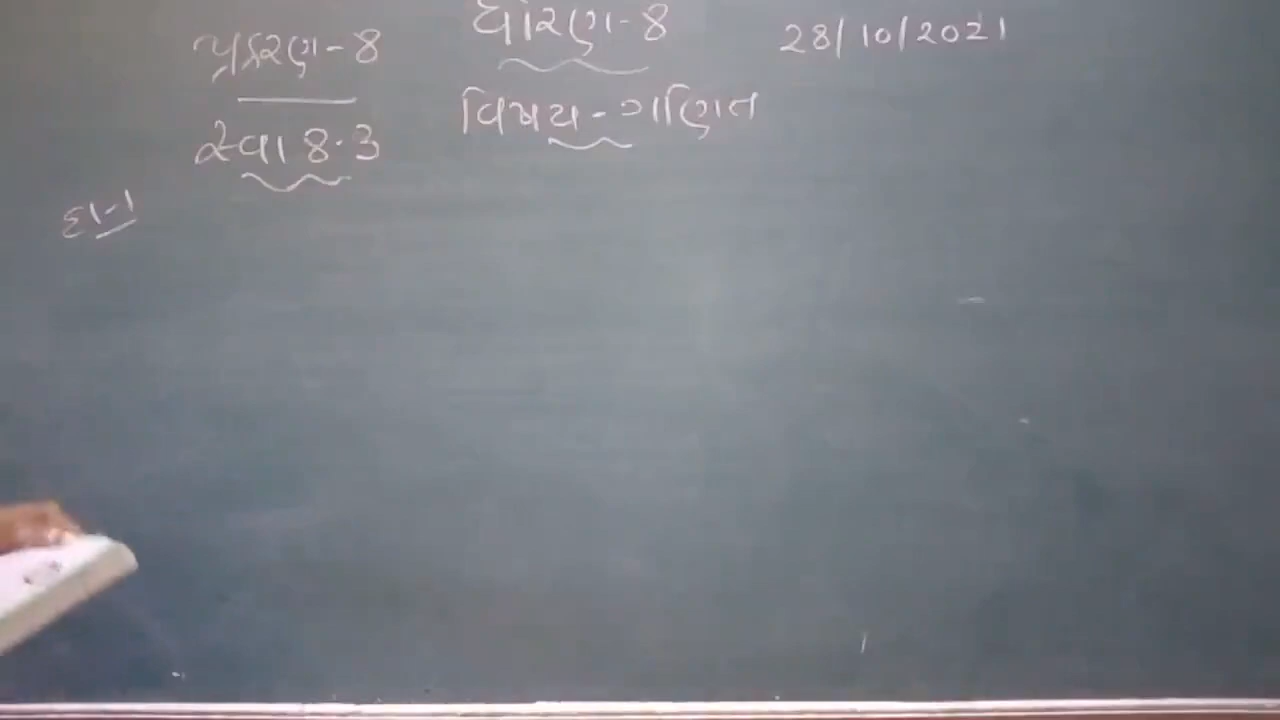 ધોરણ-8
28/10/2021
પ્રકરણ-8
વિષય-ગણિત
સ્વા 8.3
દા-1